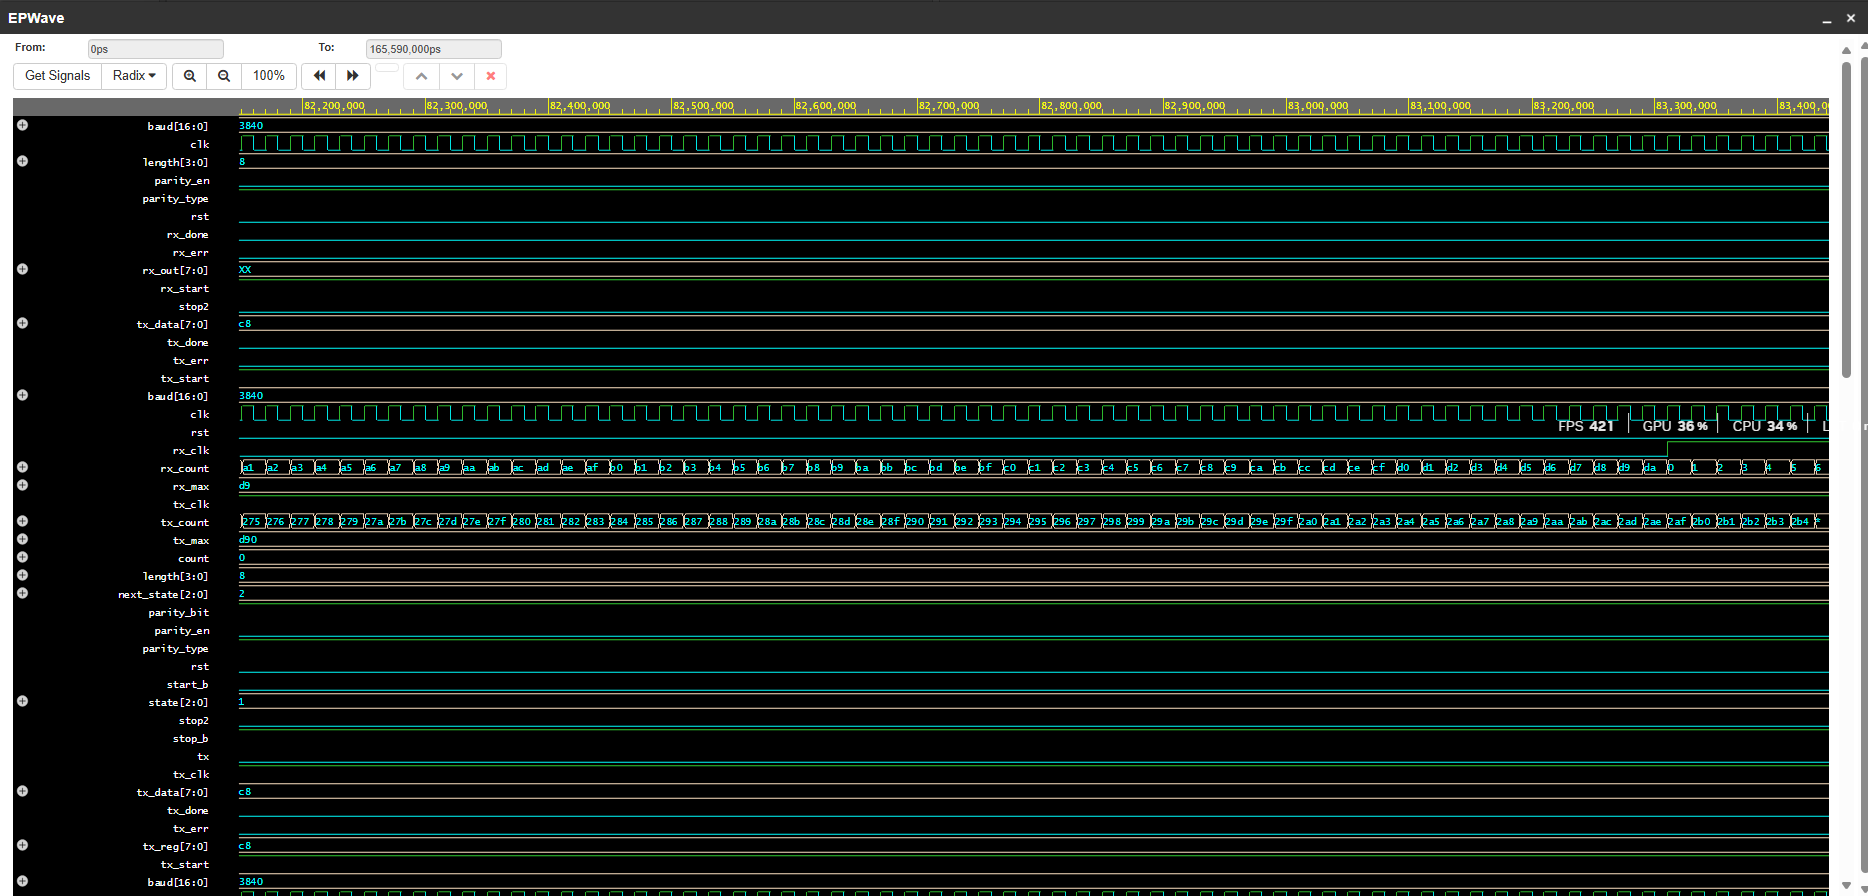 EPWave
From: 0ps To: 165,590,000ps
Get Signals Radix 100%
82,200,000 82,300,000 82,400,000 82,500,000 82,600,000 82,700,000 82,800,000 82,900,000 83,000,000 83,100,000 83,200,000 83,300,000 83,400,0
baud[16:0] 3840
clk
length[3:0] 8
parity_en
parity_type
rst
rx_done
rx_err
rx_out[7:0] XX
rx_start
stop2
tx_data[7:0] c8
tx_done
tx_err
tx_start
baud[16:0] 3840
clk
rst FPS 421 GPU 36% CPU 34% L
rx_clk
rx_count a1 a2 a3 a4 a5 a6 a7 a8 a9 aa ab ac ad ae af b0 b1 b2 b3 b4 b5 b6 b7 b8 b9 ba bb bc bd be bf c0 c1 c2 c3 c4 c5 c6 c7 c8 c9 ca cb cc cd ce cf d0 d1 d2 d3 d4 d5 d6 d7 d8 d9 da 0 1 2 3 4 5 6
rx_max d9
tx_clk
tx_count 275 276 277 278 279 27a 27b 27c 27d 27e 27f 280 281 282 283 284 285 286 287 288 289 28a 28b 28c 28d 28e 28f 290 291 292 293 294 295 296 297 298 299 29a 29b 29c 29d 29e 29f 2a0 2a1 2a2 2a3 2a4 2a5 2a6 2a7 2a8 2a9 2aa 2ab 2ac 2ad 2ae 2af 2b0 2b1 2b2 2b3 2b4 *
tx_max d90
count 0
length[3:0] 8
next_state[2:0] 2
parity_bit
parity_en
parity_type
rst
start_b
state[2:0] 1
stop2
stop_b
tx
tx_clk
tx_data[7:0] c8
tx_done
tx_err
tx_reg[7:0] c8
tx_start
baud[16:0] 3840